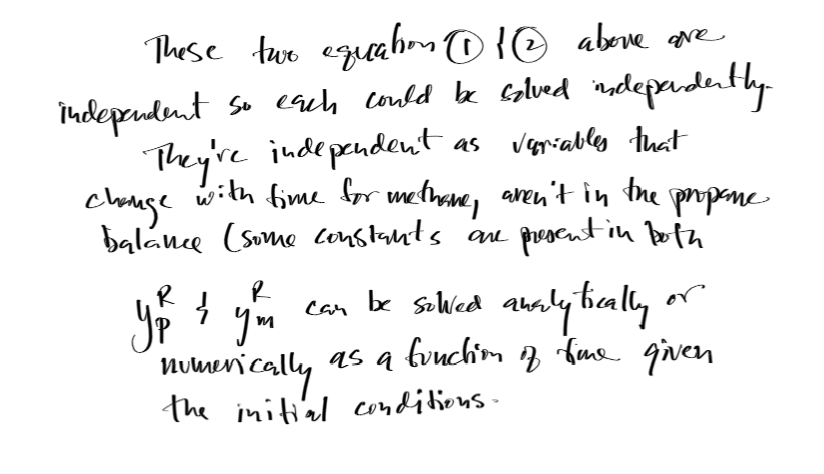 These two equation ① & ② above are
independent so each could be solved independently.
They're independent as variables that
change with time for methane, aren't in the propane
balance (some constants are present in both
y_p^R & y_m^R can be solved analytically or
numerically as a function of time given
the initial conditions.